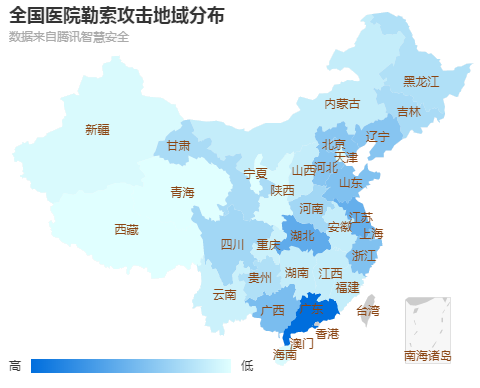 全国医院勒索攻击地域分布
数据来自腾讯智慧安全
黑龙江
内蒙古
吉林
新疆
辽宁
北京
甘肃
天津
山西
河北
宁夏
山东
陕西
青海
河南
江苏
安徽
上海
西藏
湖北
四川
重庆
浙江
湖南
江西
贵州
福建
云南
广西
台湾
香港
澳门
海南
南海诸岛
高
低